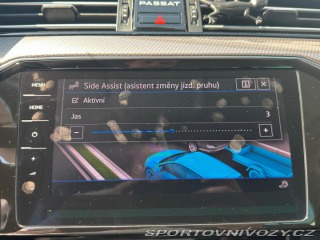 PASSAT
MENU
Side Assist (asistent změny jízd. pruhu)
Aktivní
HOME
Jas
3
SPORTOVNIVOZY.CZ